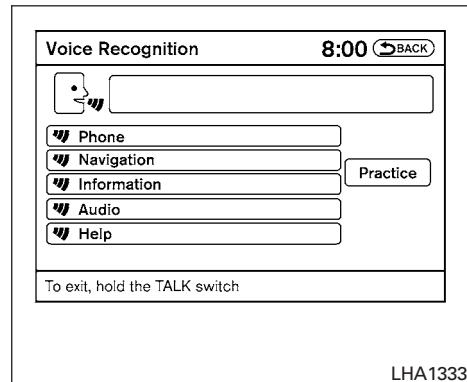 Voice Recognition 8:00 BACK
Phone
Navigation
Information
Practice
Audio
Help
To exit, hold the TALK switch
LHA1333